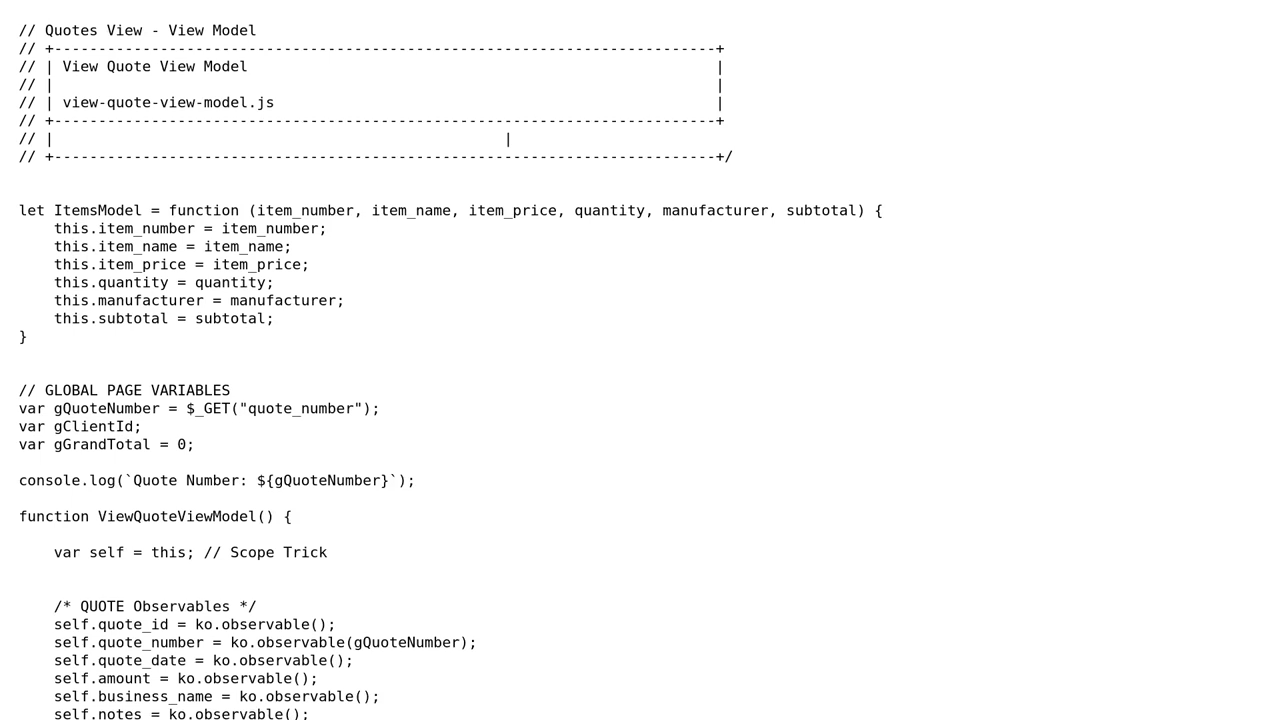 // Quotes View - View Model
// +---------------------------------------------------------------------------+
// | View Quote View Model                                                     |
// |                                                                           |
// | view-quote-view-model.js                                                  |
// +---------------------------------------------------------------------------+
// |                                                   |
// +---------------------------------------------------------------------------+/
let ItemsModel = function (item_number, item_name, item_price, quantity, manufacturer, subtotal) {
    this.item_number = item_number;
    this.item_name = item_name;
    this.item_price = item_price;
    this.quantity = quantity;
    this.manufacturer = manufacturer;
    this.subtotal = subtotal;
}
// GLOBAL PAGE VARIABLES
var gQuoteNumber = $_GET("quote_number");
var gClientId;
var gGrandTotal = 0;
console.log(`Quote Number: ${gQuoteNumber}`);
function ViewQuoteViewModel() {
    var self = this; // Scope Trick
    /* QUOTE Observables */
    self.quote_id = ko.observable();
    self.quote_number = ko.observable(gQuoteNumber);
    self.quote_date = ko.observable();
    self.amount = ko.observable();
    self.business_name = ko.observable();
    self.notes = ko.observable();